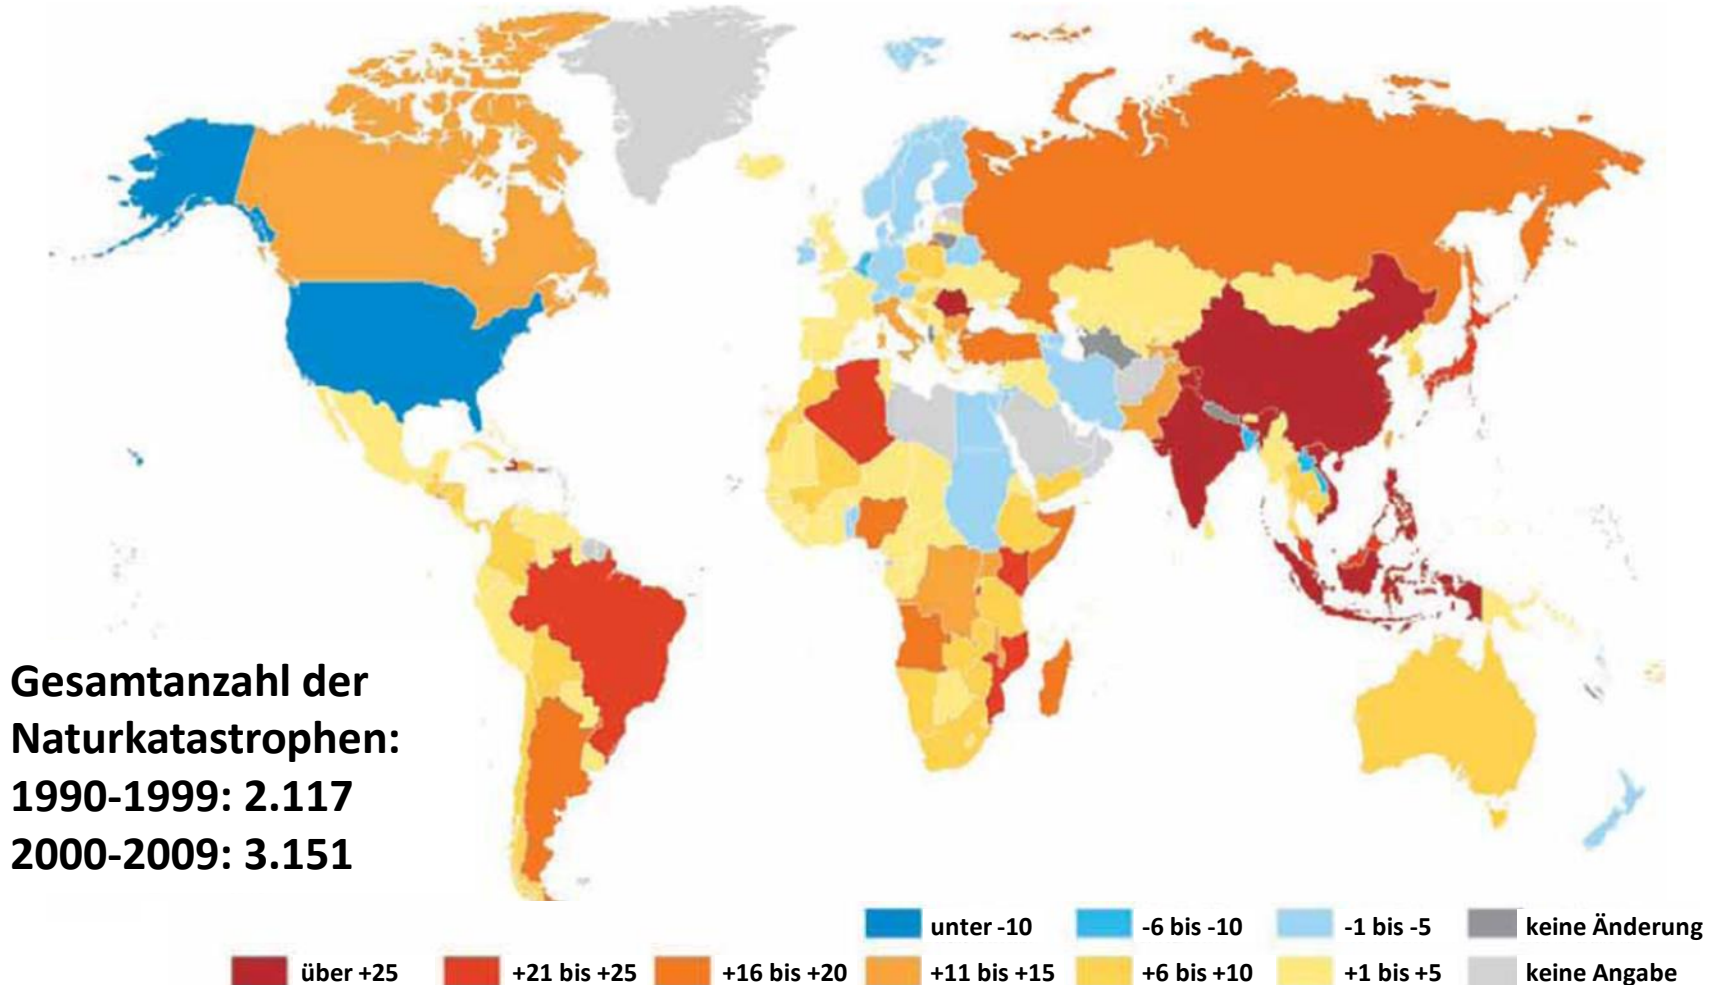 Gesamtanzahl der
Naturkatastrophen:
1990-1999: 2.117
2000-2009: 3.151
unter -10
-6 bis -10
-1 bis -5
keine Änderung
über +25
+21 bis +25
+16 bis +20
+11 bis +15
+6 bis +10
+1 bis +5
keine Angabe